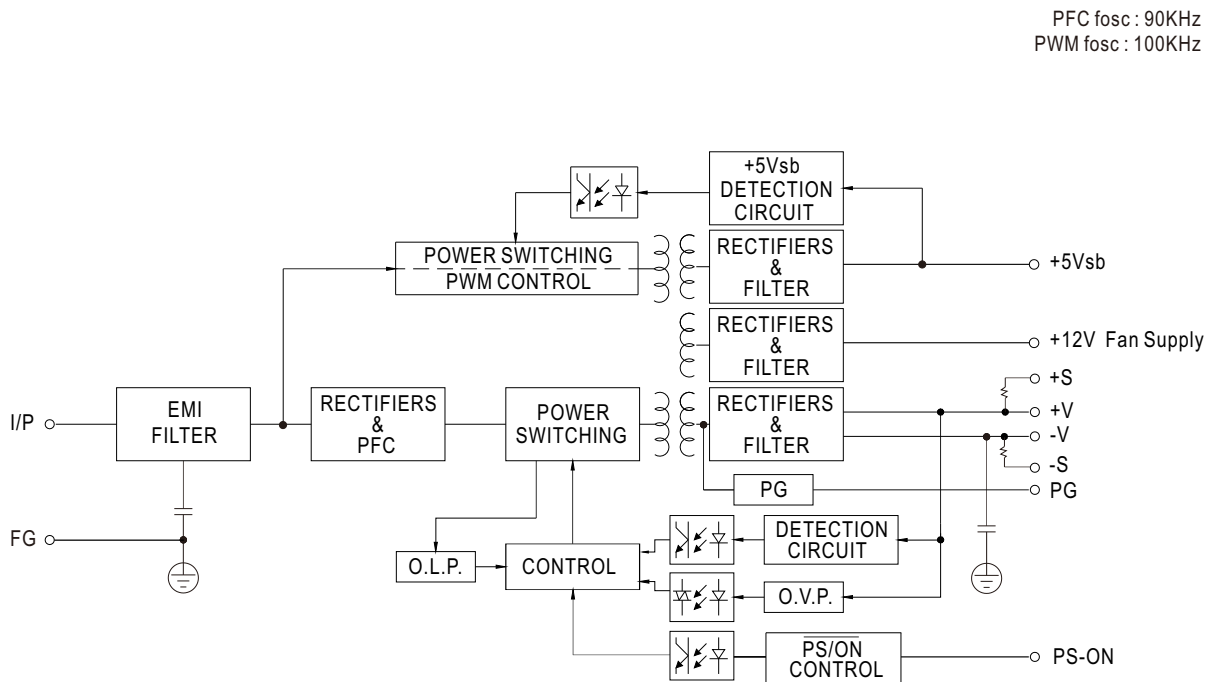 PFC fosc : 90KHz
PWM fosc : 100KHz
+5Vsb
DETECTION
CIRCUIT
POWER SWITCHING
PWM CONTROL
RECTIFIERS
&
FILTER
+5Vsb
RECTIFIERS
&
FILTER
+12V Fan Supply
I/P
EMI
FILTER
RECTIFIERS
&
PFC
POWER
SWITCHING
RECTIFIERS
&
FILTER
+S
+V
-V
-S
PG
PG
FG
O.L.P.
CONTROL
DETECTION
CIRCUIT
O.V.P.
PS/ON
CONTROL
PS-ON